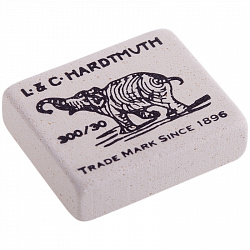 L&C·HARDTMUTH
300/30
TRADE MARK SINCE 1896